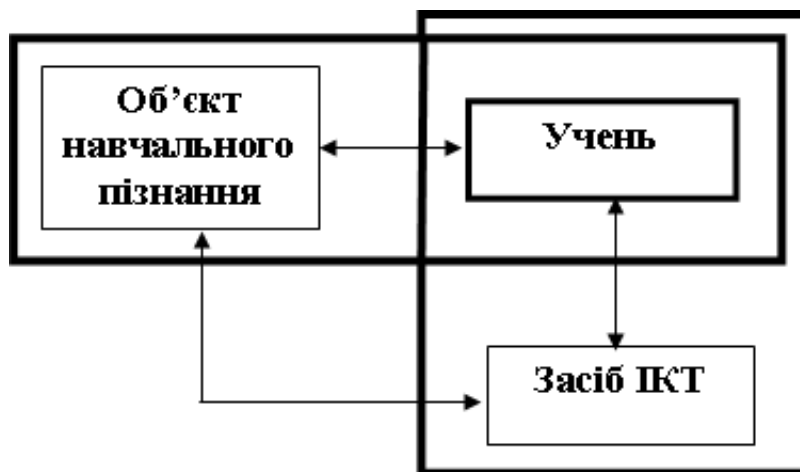 Об’єкт
навчального
пізнання
Учень
Засіб ІКТ